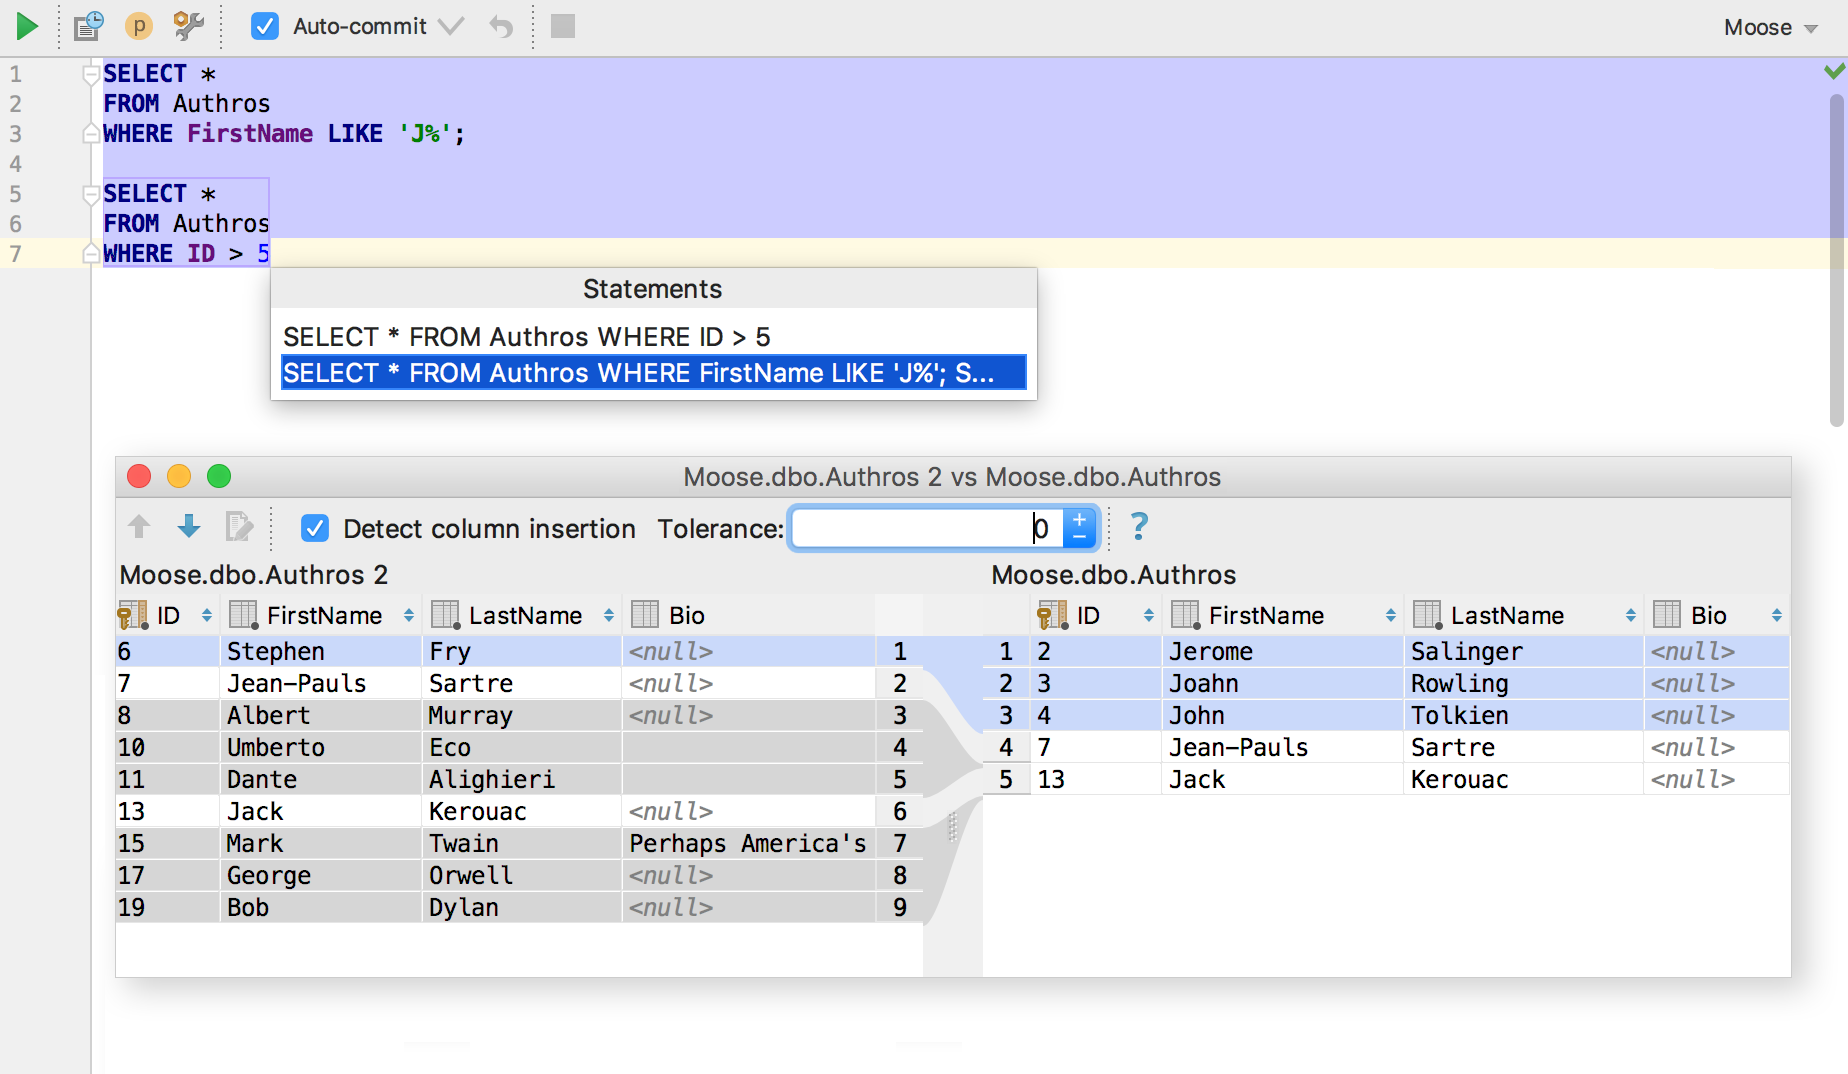 p Auto-commit Moose
1 SELECT *
2 FROM Authros
3 WHERE FirstName LIKE 'J%';
4
5 SELECT *
6 FROM Authros
7 WHERE ID > 5
Statements
SELECT * FROM Authros WHERE ID > 5
SELECT * FROM Authros WHERE FirstName LIKE 'J%'; S...
Moose.dbo.Authros 2 vs Moose.dbo.Authros
Detect column insertion Tolerance: 0 + − ?
Moose.dbo.Authros 2 Moose.dbo.Authros
ID FirstName LastName Bio ID FirstName LastName Bio
6 Stephen Fry <null> 1 1 2 Jerome Salinger <null>
7 Jean-Pauls Sartre <null> 2 2 3 Joahn Rowling <null>
8 Albert Murray <null> 3 3 4 John Tolkien <null>
10 Umberto Eco 4 4 7 Jean-Pauls Sartre <null>
11 Dante Alighieri 5 5 13 Jack Kerouac <null>
13 Jack Kerouac <null> 6
15 Mark Twain Perhaps America's 7
17 George Orwell <null> 8
19 Bob Dylan <null> 9